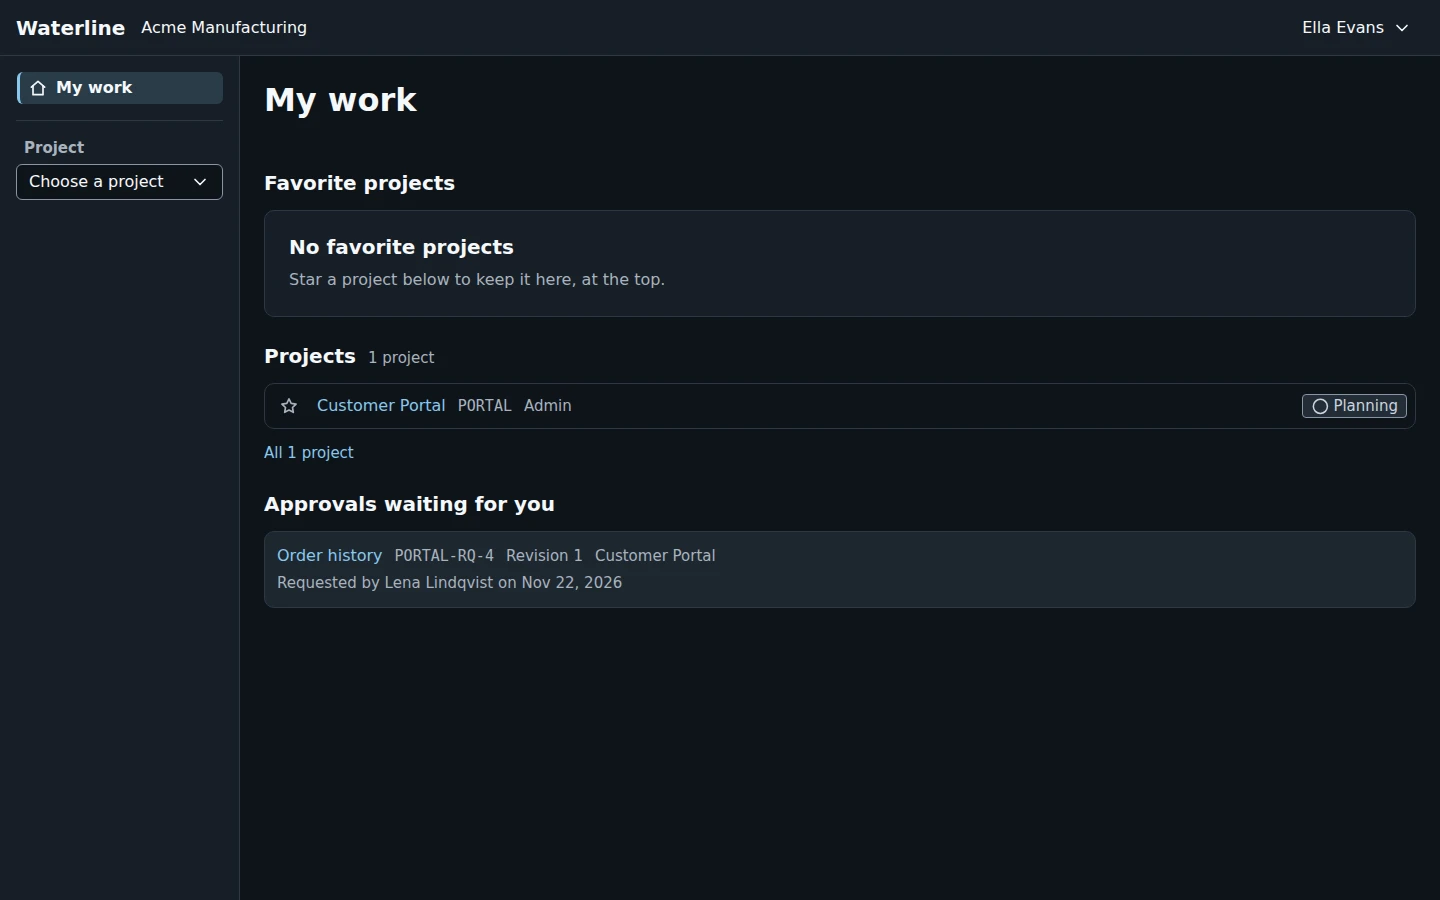 Waterline Acme Manufacturing Ella Evans
My work
Project
Choose a project
My work
Favorite projects
No favorite projects
Star a project below to keep it here, at the top.
Projects 1 project
Customer Portal PORTAL Admin Planning
All 1 project
Approvals waiting for you
Order history PORTAL-RQ-4 Revision 1 Customer Portal
Requested by Lena Lindqvist on Nov 22, 2026